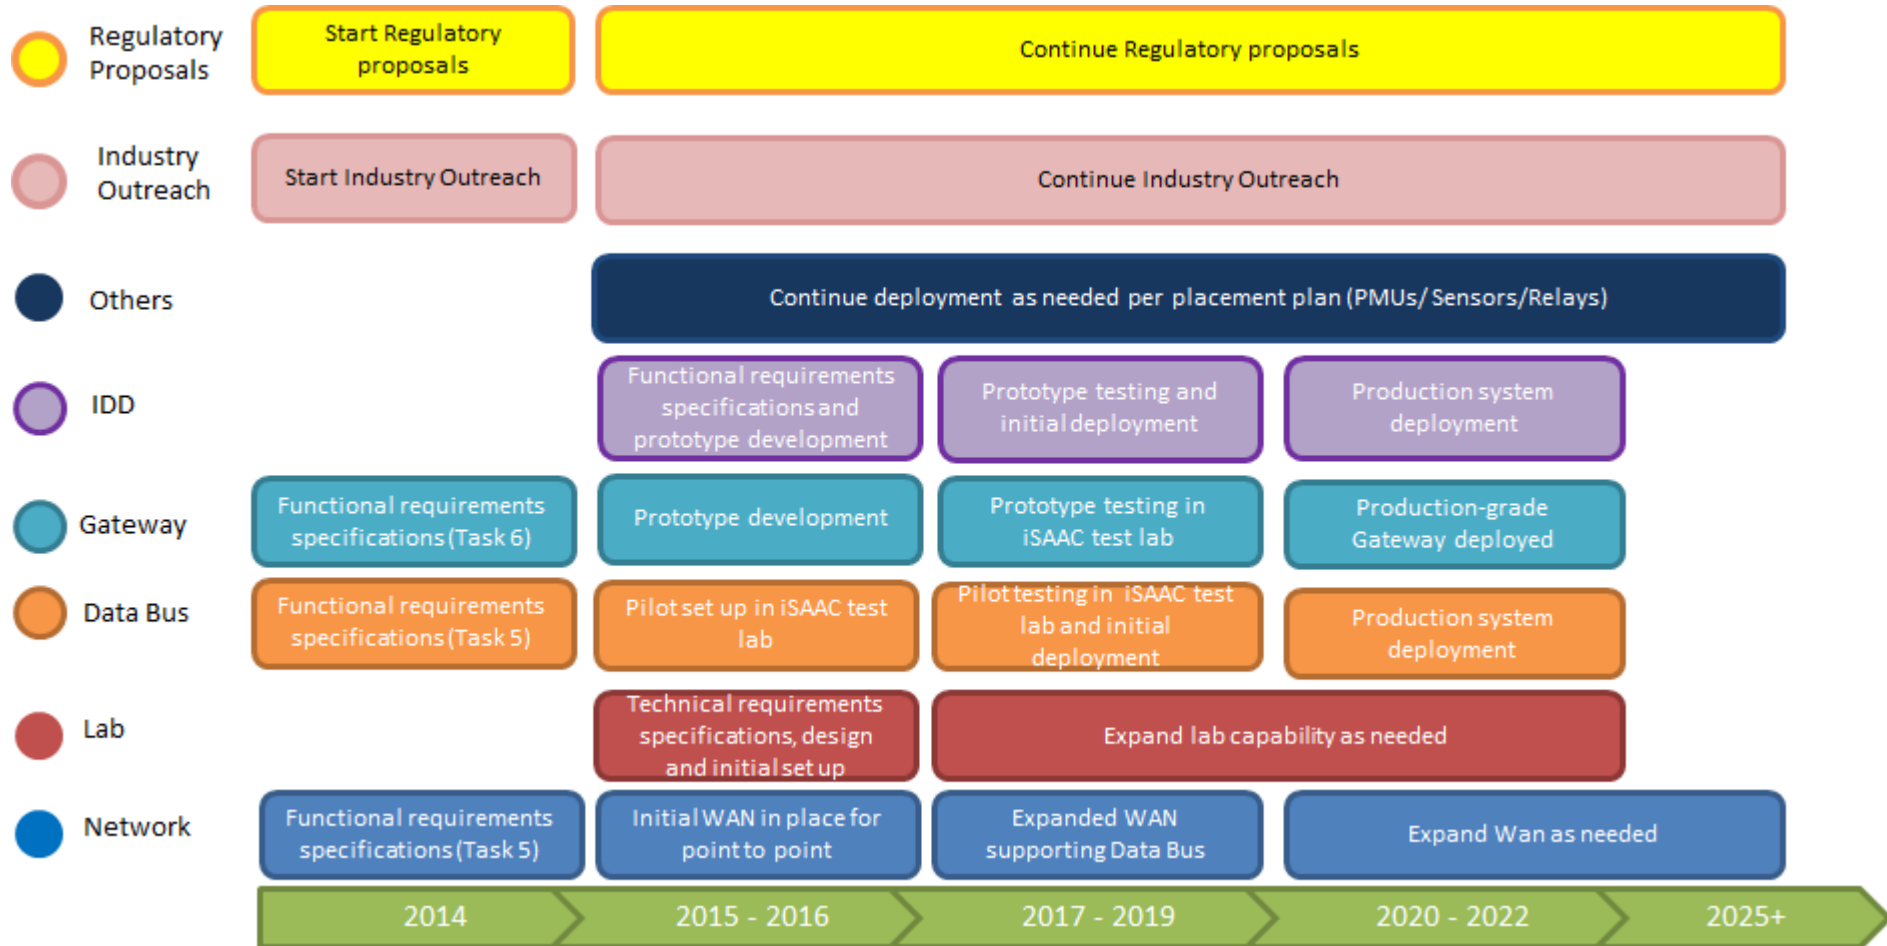 Regulatory
Proposals
Start Regulatory
proposals
Continue Regulatory proposals
Industry
Outreach
Start Industry Outreach
Continue Industry Outreach
Others
Continue deployment as needed per placement plan (PMUs/ Sensors/Relays)
IDD
Functional requirements
specifications and
prototype development
Prototype testing and
initial deployment
Production system
deployment
Gateway
Functional requirements
specifications (Task 6)
Prototype development
Prototype testing in
iSAAC test lab
Production-grade
Gateway deployed
Data Bus
Functional requirements
specifications (Task 5)
Pilot set up in iSAAC test
lab
Pilot testing in iSAAC test
lab and initial
deployment
Production system
deployment
Lab
Technical requirements
specifications, design
and initial set up
Expand lab capability as needed
Network
Functional requirements
specifications (Task 5)
Initial WAN in place for
point to point
Expanded WAN
supporting Data Bus
Expand Wan as needed
2014
2015 - 2016
2017 - 2019
2020 - 2022
2025+